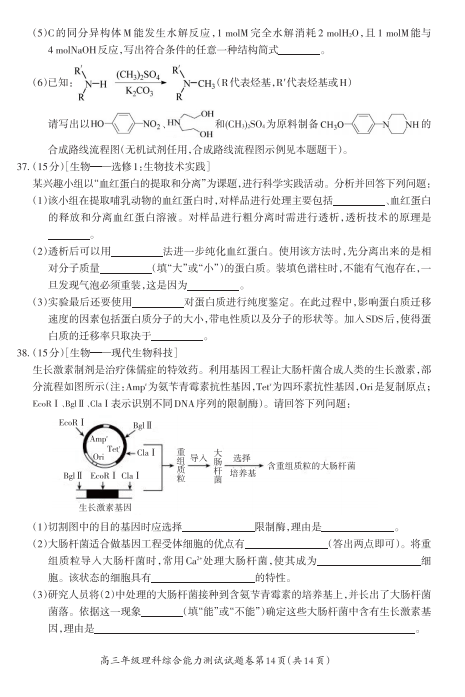 (5)C的同分异构体M能发生水解反应,1 molM完全水解消耗2 molH₂O,且1 molM能与
4 molNaOH反应,写出符合条件的任意一种结构简式________。
(6)已知: R′ N—H R (CH₃)₂SO₄ K₂CO₃ R′ N—CH₃ R (R代表烃基,R′代表烃基或H)
请写出以HO—NO₂、HN OH OH 和(CH₃)₂SO₄为原料制备CH₃O—N NH的
合成路线流程图(无机试剂任用,合成路线流程图示例见本题题干)。
37.(15分)[生物——选修1:生物技术实践]
某兴趣小组以“血红蛋白的提取和分离”为课题,进行科学实践活动。分析并回答下列问题:
(1)该小组在提取哺乳动物的血红蛋白时,对样品进行处理主要包括________、血红蛋白
的释放和分离血红蛋白溶液。对样品进行粗分离时需进行透析,透析技术的原理是
________。
(2)透析后可以用________法进一步纯化血红蛋白。使用该方法时,先分离出来的是相
对分子质量________(填“大”或“小”)的蛋白质。装填色谱柱时,不能有气泡存在,一
旦发现气泡必须重装,这是因为________。
(3)实验最后还要使用________对蛋白质进行纯度鉴定。在此过程中,影响蛋白质迁移
速度的因素包括蛋白质分子的大小,带电性质以及分子的形状等。加入SDS后,使得蛋
白质的迁移率只取决于________。
38.(15分)[生物——现代生物科技]
生长激素制剂是治疗侏儒症的特效药。利用基因工程让大肠杆菌合成人类的生长激素,部
分流程如图所示(注:Ampʳ为氨苄青霉素抗性基因,Tetʳ为四环素抗性基因,Ori是复制原点;
EcoRⅠ、BglⅡ、ClaⅠ表示识别不同DNA序列的限制酶)。请回答下列问题:
EcoRⅠ BglⅡ
Ampʳ
Tetʳ ClaⅠ
Ori
BglⅡ EcoRⅠ ClaⅠ
生长激素基因
重组质粒 导入 大肠杆菌 选择 培养基 含重组质粒的大肠杆菌
(1)切割图中的目的基因时应选择________限制酶,理由是________。
(2)大肠杆菌适合做基因工程受体细胞的优点有________(答出两点即可)。将重
组质粒导入大肠杆菌时,常用Ca²⁺处理大肠杆菌,使其成为________细
胞。该状态的细胞具有________的特性。
(3)研究人员将(2)中处理的大肠杆菌接种到含氨苄青霉素的培养基上,并长出了大肠杆菌
菌落。依据这一现象________(填“能”或“不能”)确定这些大肠杆菌中含有生长激素基
因,理由是________。
高三年级理科综合能力测试试题卷第14页(共14页)